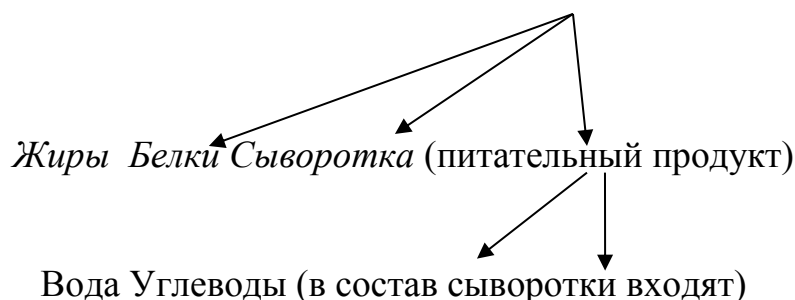 Жиры Белки Сыворотка (питательный продукт)
Вода Углеводы (в состав сыворотки входят)